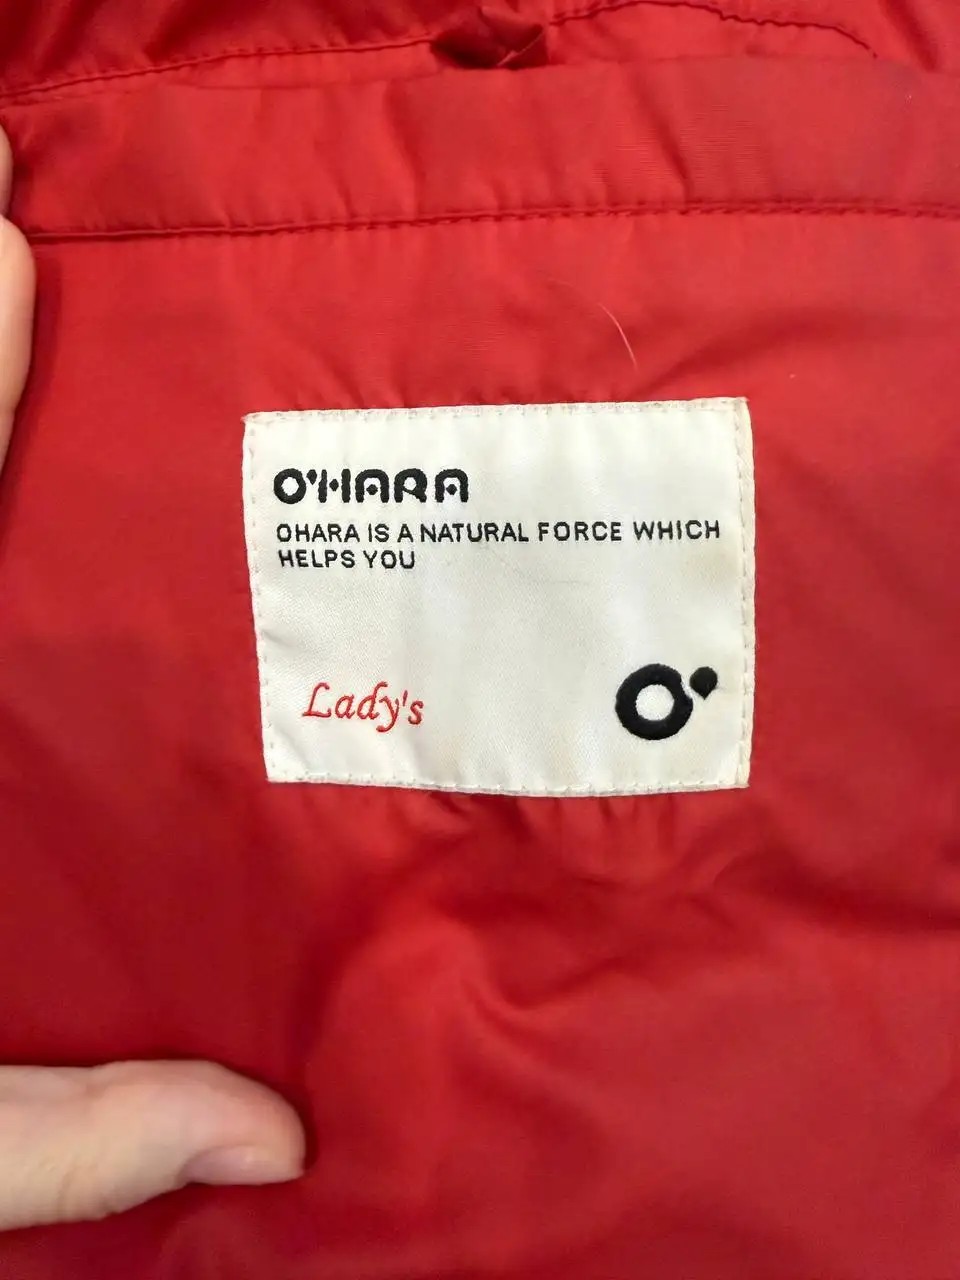 O'HARA
OHARA IS A NATURAL FORCE WHICH
HELPS YOU
Lady's
O'